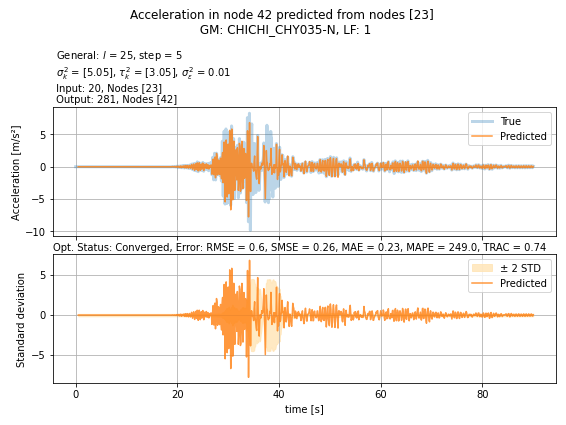 Acceleration in node 42 predicted from nodes [23]
GM: CHICHI_CHY035-N, LF: 1
General: l = 25, step = 5
σ²ₖ = [5.05], τ²ₖ = [3.05], σ²ε = 0.01
Input: 20, Nodes [23]
Output: 281, Nodes [42]
True
Predicted
Acceleration [m/s²]
5
0
−5
−10
Opt. Status: Converged, Error: RMSE = 0.6, SMSE = 0.26, MAE = 0.23, MAPE = 249.0, TRAC = 0.74
± 2 STD
Predicted
Standard deviation
5
0
−5
0 20 40 60 80
time [s]